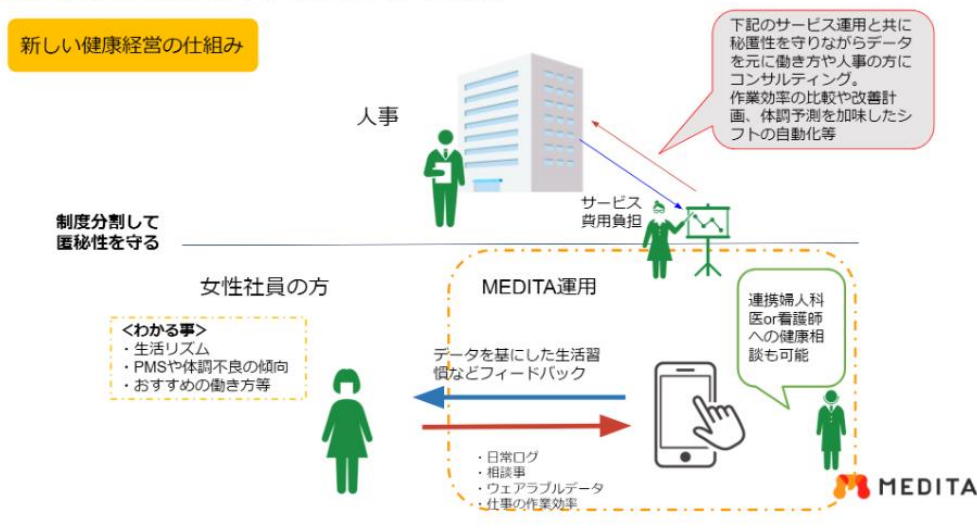 新しい健康経営の仕組み
下記のサービス運用と共に
秘匿性を守りながらデータ
を元に働き方や人事の方に
コンサルティング。
作業効率の比較や改善計
画、体調予測を加味したシ
フトの自動化等
人事
サービス
費用負担
制度分割して
匿秘性を守る
女性社員の方
MEDITA運用
<わかる事>
・生活リズム
・PMSや体調不良の傾向
・おすすめの働き方等
連携婦人科
医or看護師
への健康相
談も可能
データを基にした生活習
慣などフィードバック
・日常ログ
・相談事
・ウェアラブルデータ
・仕事の作業効率
MEDITA